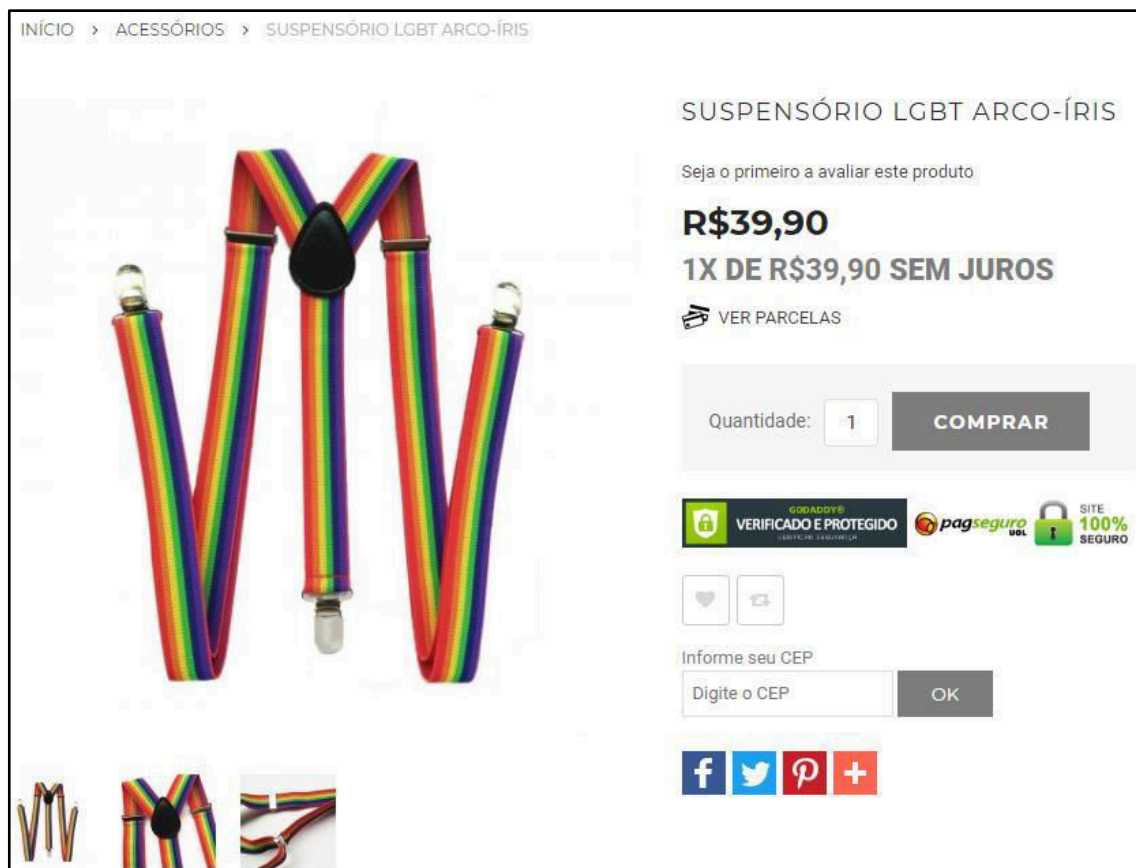 INÍCIO > ACESSÓRIOS > SUSPENSÓRIO LGBT ARCO-ÍRIS
SUSPENSÓRIO LGBT ARCO-ÍRIS
Seja o primeiro a avaliar este produto
R$39,90
1X DE R$39,90 SEM JUROS
VER PARCELAS
Quantidade: 1 COMPRAR
GODADDY®
VERIFICADO E PROTEGIDO
VERIFICAR SEGURANÇA
pagseguro
UOL
SITE
100%
SEGURO
Informe seu CEP
Digite o CEP OK